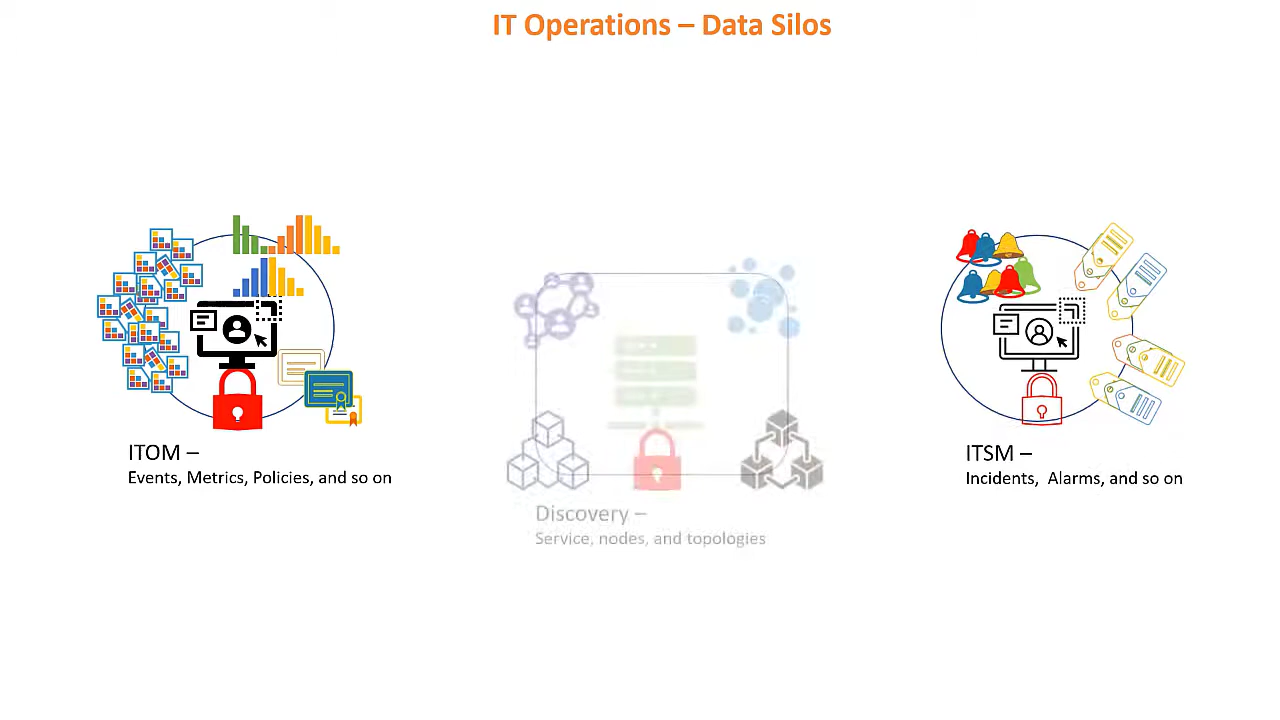 IT Operations – Data Silos
ITOM –
Events, Metrics, Policies, and so on
Discovery –
Service, nodes, and topologies
ITSM –
Incidents,  Alarms, and so on